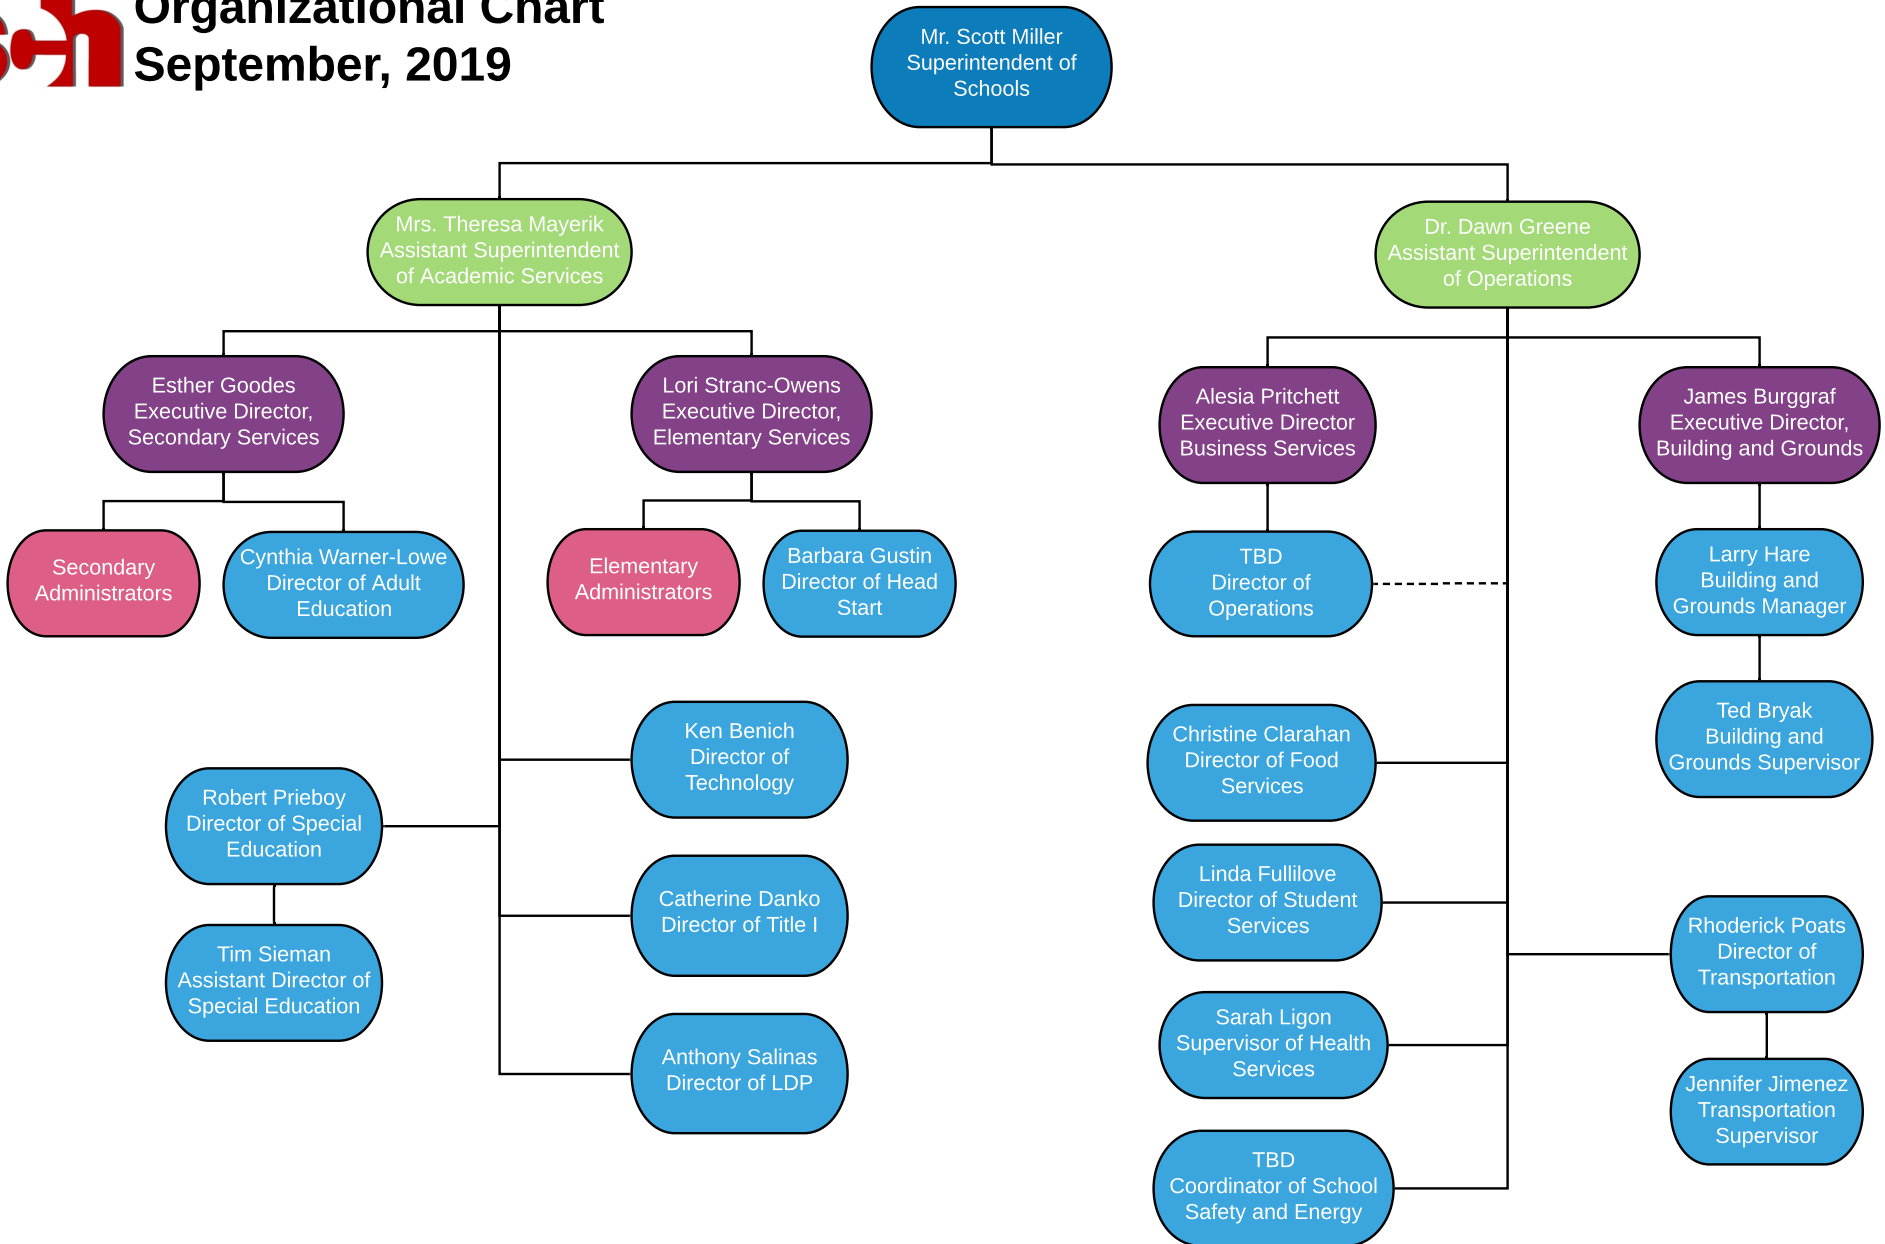 Organizational Chart
September, 2019
Mr. Scott Miller
Superintendent of
Schools
Mrs. Theresa Mayerik
Assistant Superintendent
of Academic Services
Dr. Dawn Greene
Assistant Superintendent
of Operations
Esther Goodes
Executive Director,
Secondary Services
Lori Stranc-Owens
Executive Director,
Elementary Services
Alesia Pritchett
Executive Director
Business Services
James Burggraf
Executive Director,
Building and Grounds
Secondary
Administrators
Cynthia Warner-Lowe
Director of Adult
Education
Elementary
Administrators
Barbara Gustin
Director of Head
Start
TBD
Director of
Operations
Larry Hare
Building and
Grounds Manager
Ted Bryak
Building and
Grounds Supervisor
Ken Benich
Director of
Technology
Christine Clarahan
Director of Food
Services
Robert Prieboy
Director of Special
Education
Catherine Danko
Director of Title I
Linda Fullilove
Director of Student
Services
Rhoderick Poats
Director of
Transportation
Tim Sieman
Assistant Director of
Special Education
Anthony Salinas
Director of LDP
Sarah Ligon
Supervisor of Health
Services
Jennifer Jimenez
Transportation
Supervisor
TBD
Coordinator of School
Safety and Energy